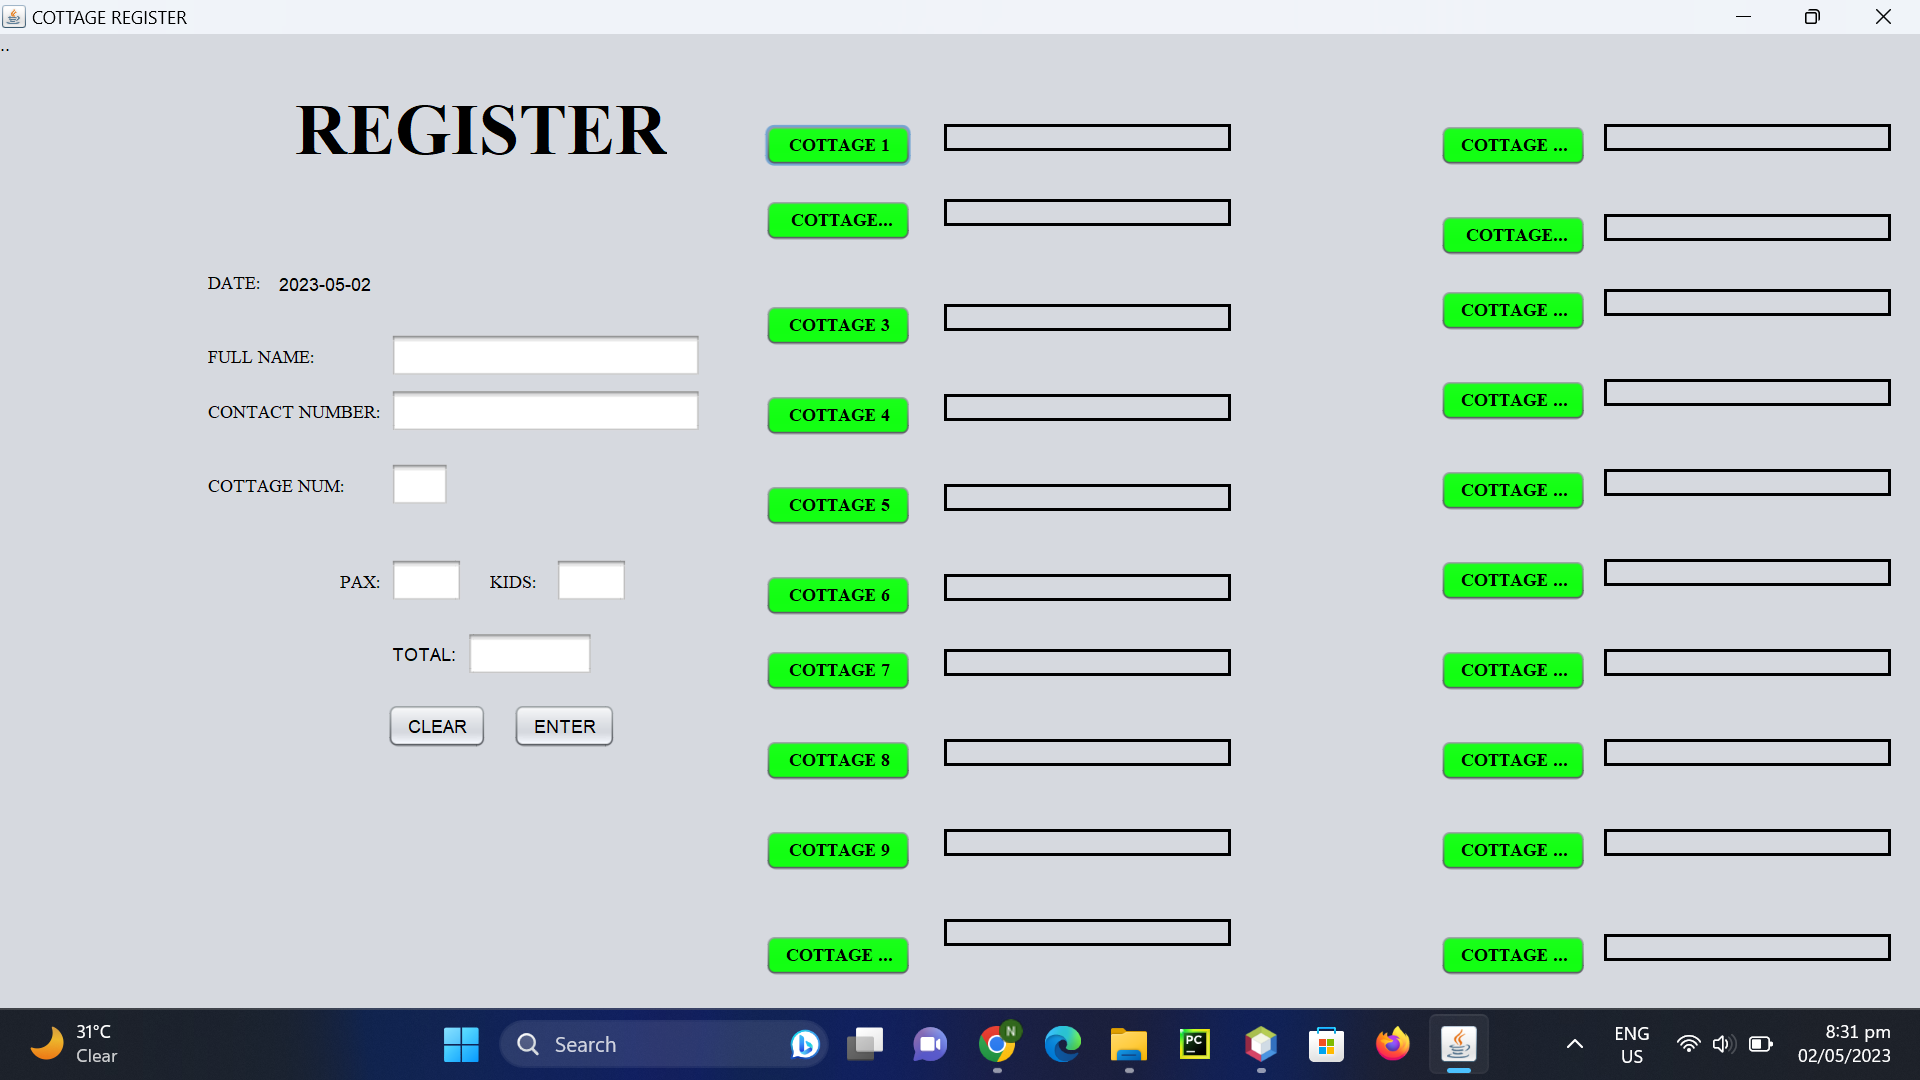 COTTAGE REGISTER
..
REGISTER
DATE: 2023-05-02
FULL NAME:
CONTACT NUMBER:
COTTAGE NUM:
PAX: KIDS:
TOTAL:
CLEAR ENTER
COTTAGE 1
COTTAGE...
COTTAGE 3
COTTAGE 4
COTTAGE 5
COTTAGE 6
COTTAGE 7
COTTAGE 8
COTTAGE 9
COTTAGE ...
COTTAGE ...
COTTAGE...
COTTAGE ...
COTTAGE ...
COTTAGE ...
COTTAGE ...
COTTAGE ...
COTTAGE ...
COTTAGE ...
COTTAGE ...
31°C
Clear
Search
N
PC
ENG
US
8:31 pm
02/05/2023